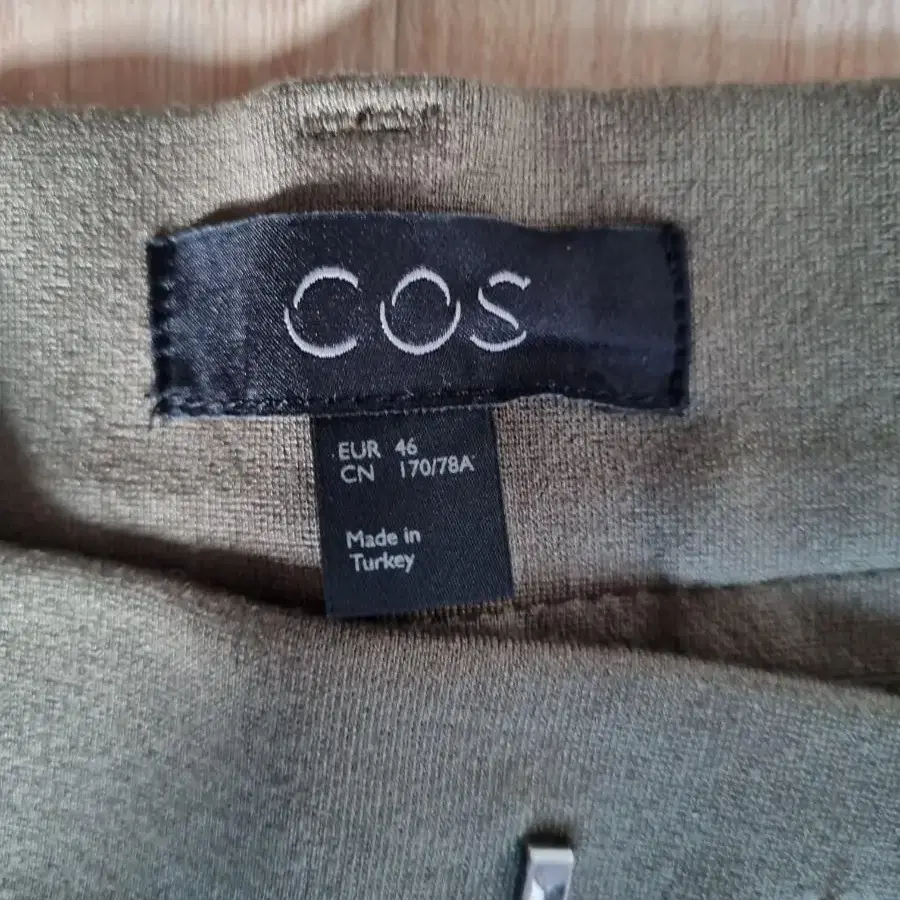 COS
EUR 46
CN 170/78A
Made in
Turkey